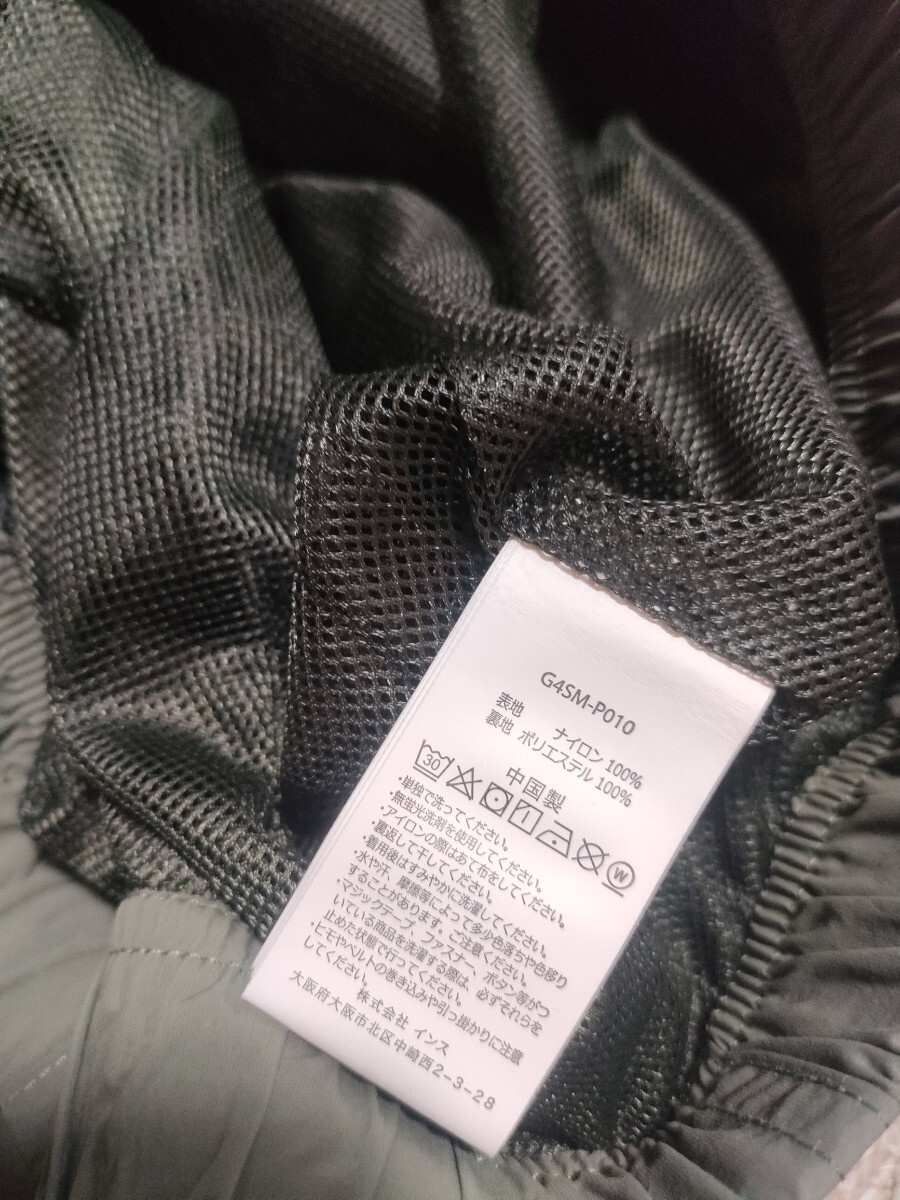 G4SM-P010
表地 ナイロン 100%
裏地 ポリエステル 100%
中国製
30 W
・単独で洗ってください。
・無蛍光洗剤を使用してください。
・アイロンの際はあて布をしてください。
・裏返して干してください。
・着用後はすみやかに洗濯してください。
・水や汗、摩擦等によって多少色落ちや色移り
することがあります。ご注意ください。
・マジックテープ、ファスナー、ボタン等がつ
いている商品を洗濯する際は、必ずそれらを
止めた状態で行ってください。
・ヒモやベルトの巻き込みや引っ掛かりに注意
してください。
株式会社 インス
大阪府大阪市北区中崎西2-3-28